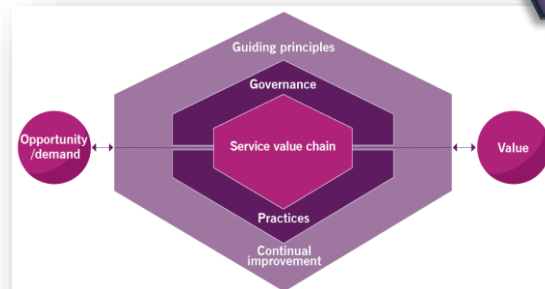 Guiding principles
Governance
Opportunity
/demand
Service value chain
Value
Practices
Continual
improvement